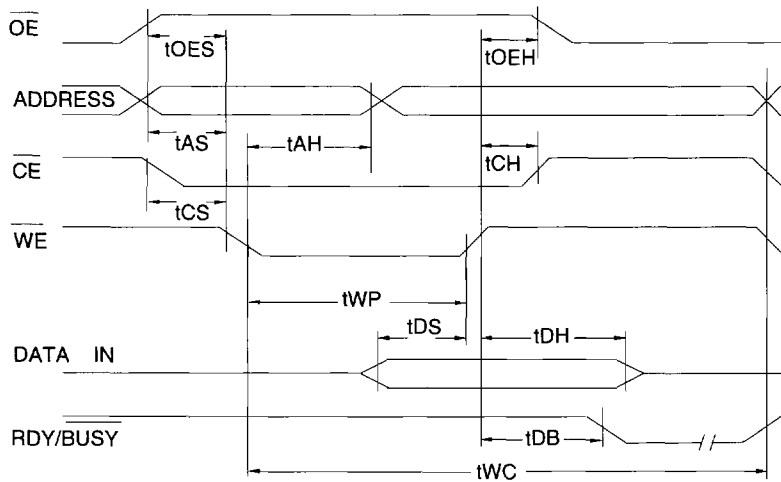 OE
tOES
tOEH
ADDRESS
tAS
tAH
tCH
CE
tCS
WE
tWP
tDS
tDH
DATA IN
RDY/BUSY
tDB
tWC